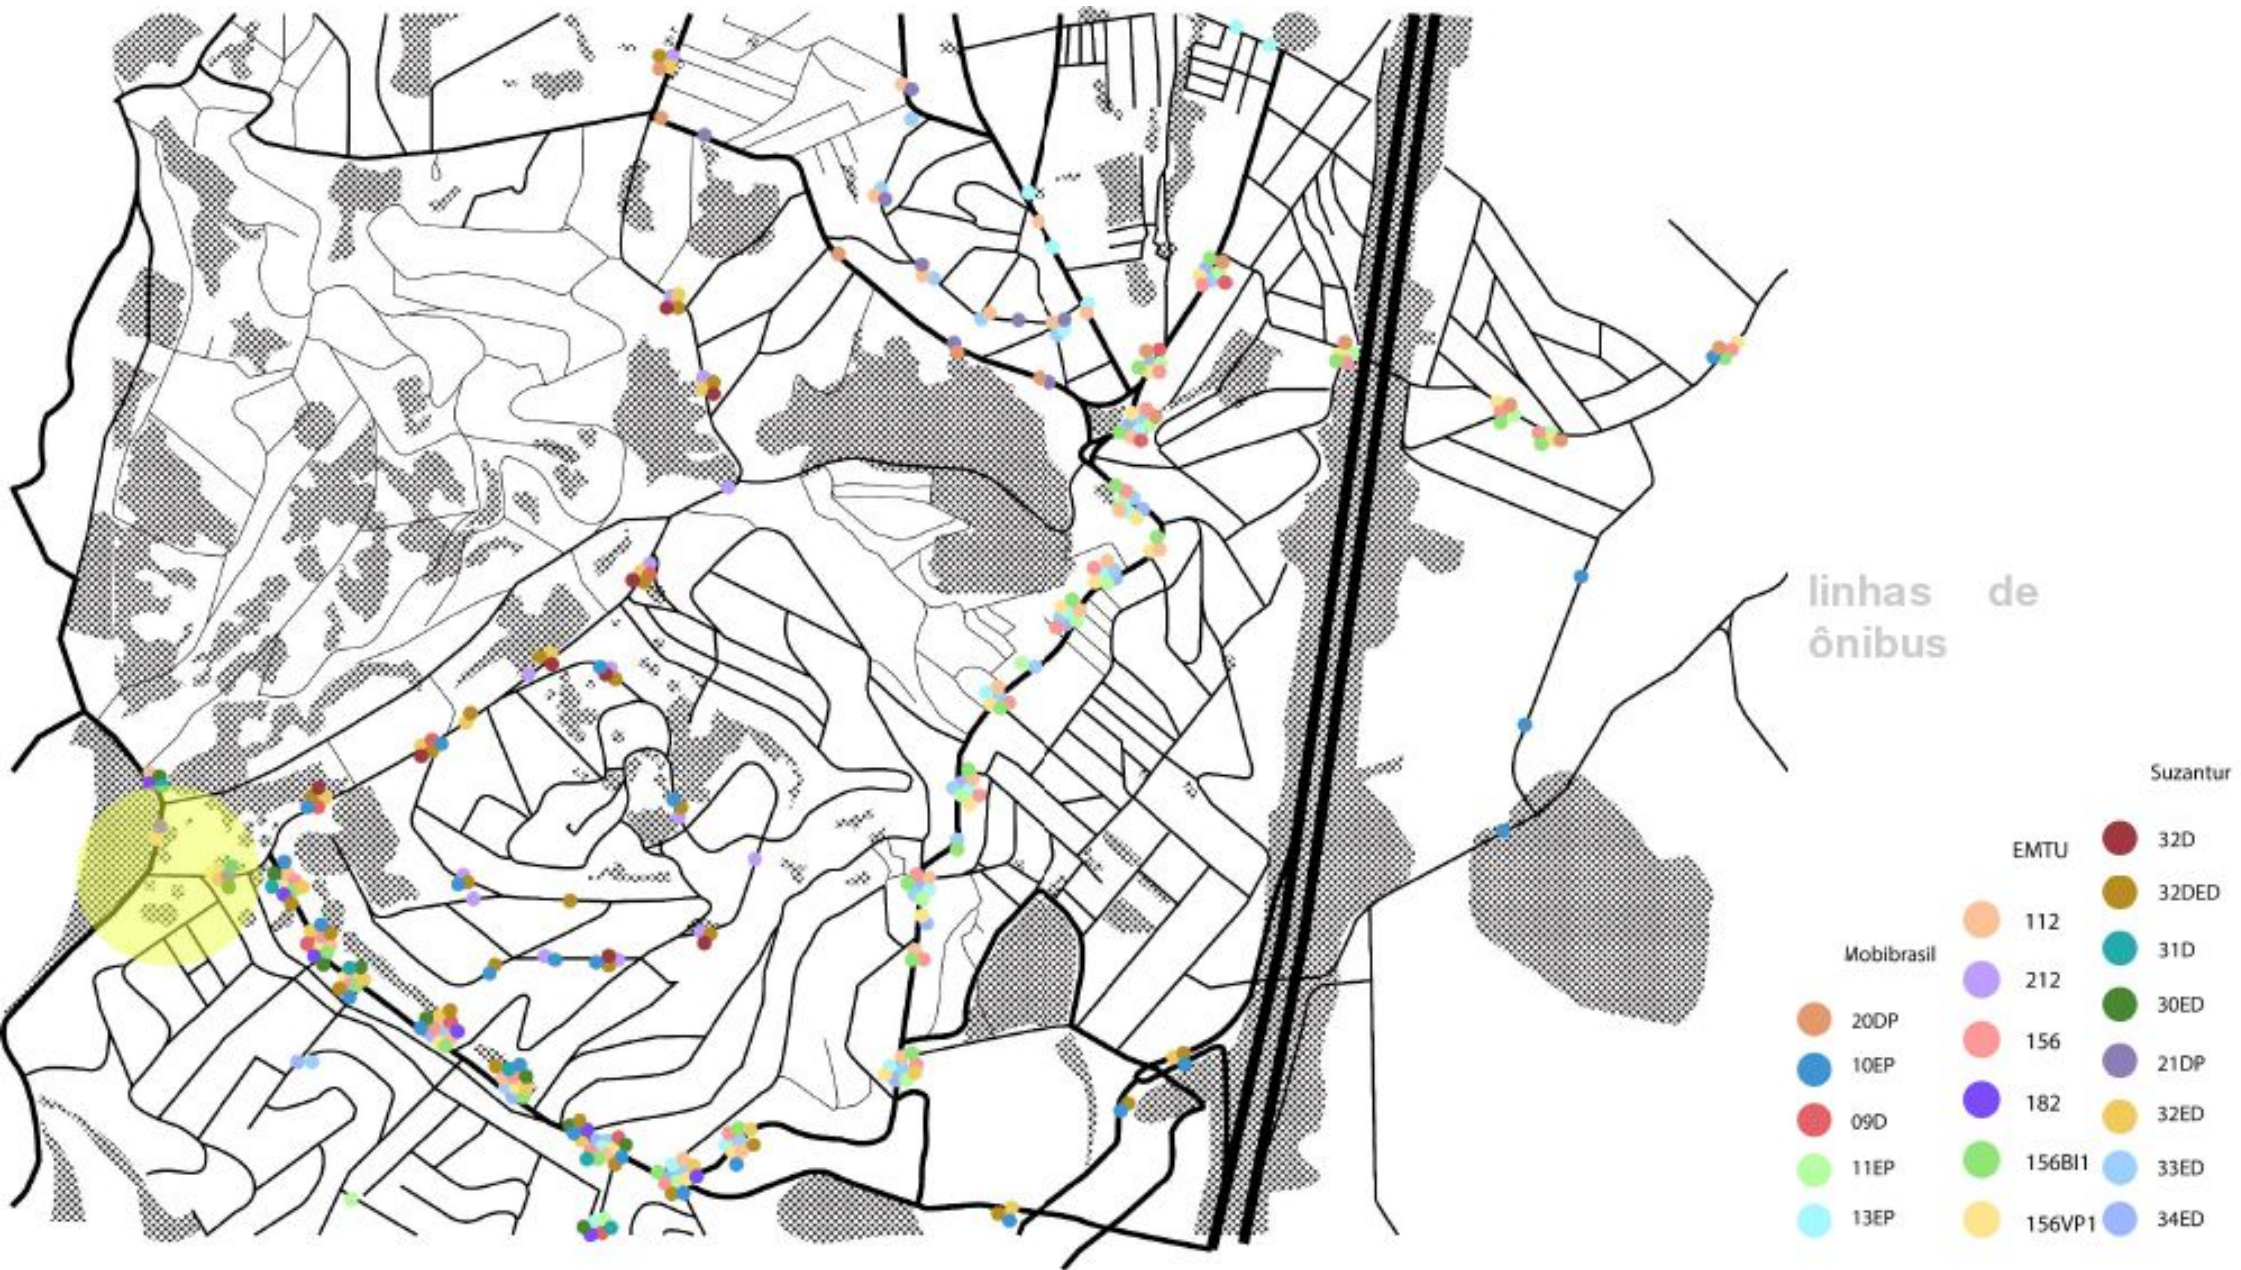 linhas de
ônibus
Mobibrasil
20DP
10EP
09D
11EP
13EP
EMTU
112
212
156
182
156BI1
156VP1
Suzantur
32D
32DED
31D
30ED
21DP
32ED
33ED
34ED